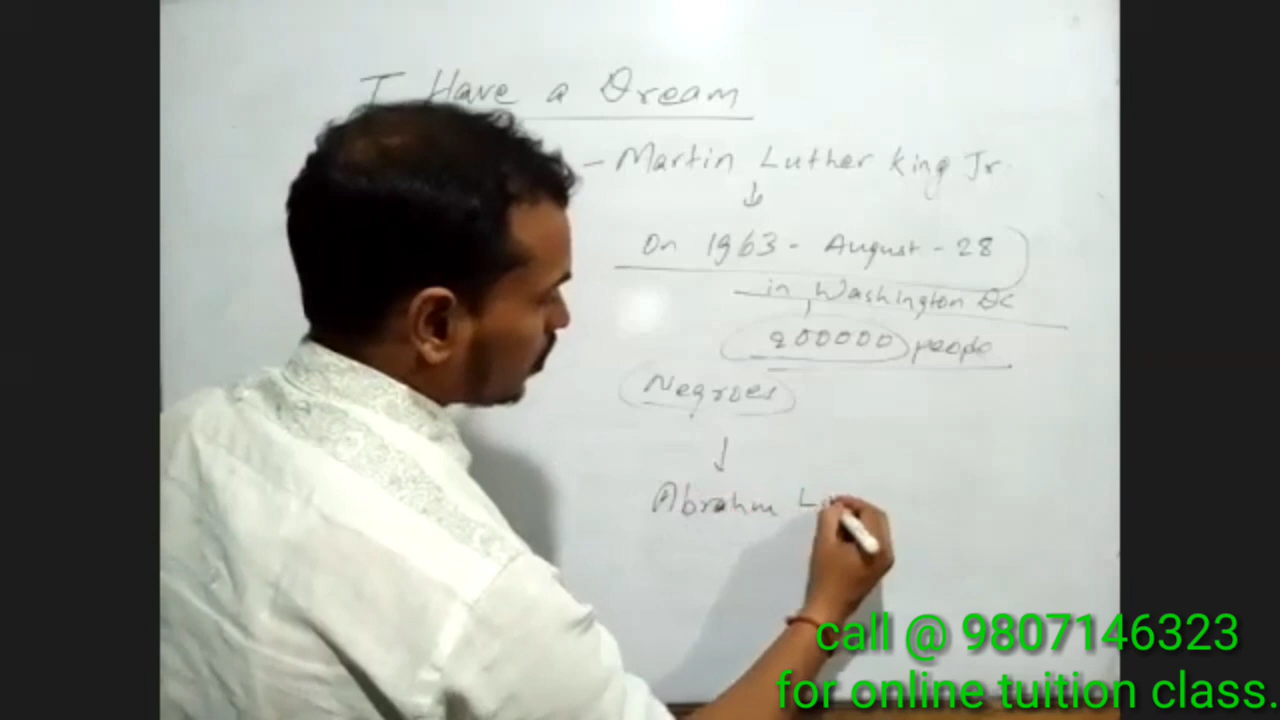 I Have a Dream
- Martin Luther King Jr.
On 1963 - August - 28
in Washington DC
200000 people
Negroes
Abrahm Lin
call @ 9807146323
for online tuition class.